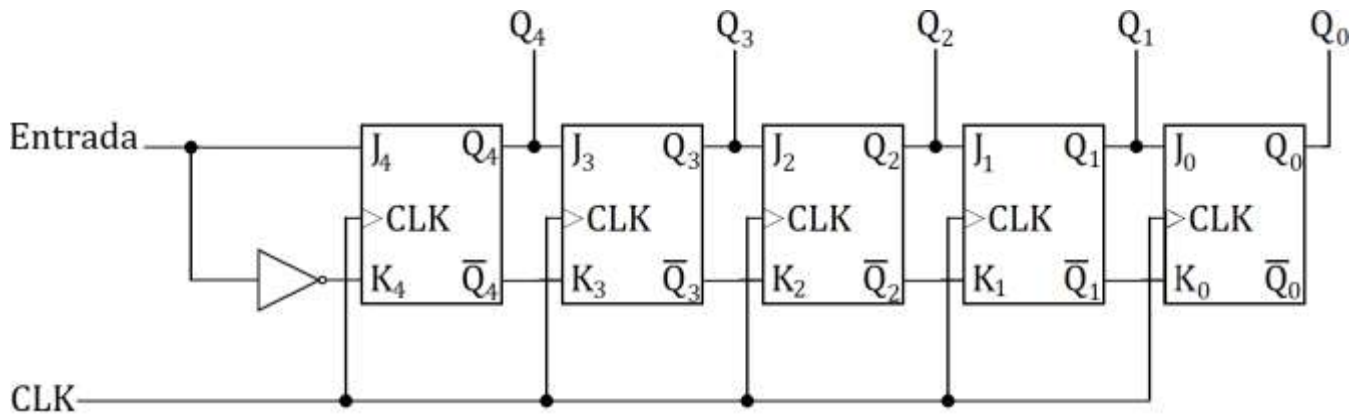 Q₄ Q₃ Q₂ Q₁ Q₀
Entrada J₄ Q₄ J₃ Q₃ J₂ Q₂ J₁ Q₁ J₀ Q₀
CLK CLK CLK CLK CLK
K₄ Q̅₄ K₃ Q̅₃ K₂ Q̅₂ K₁ Q̅₁ K₀ Q̅₀
CLK